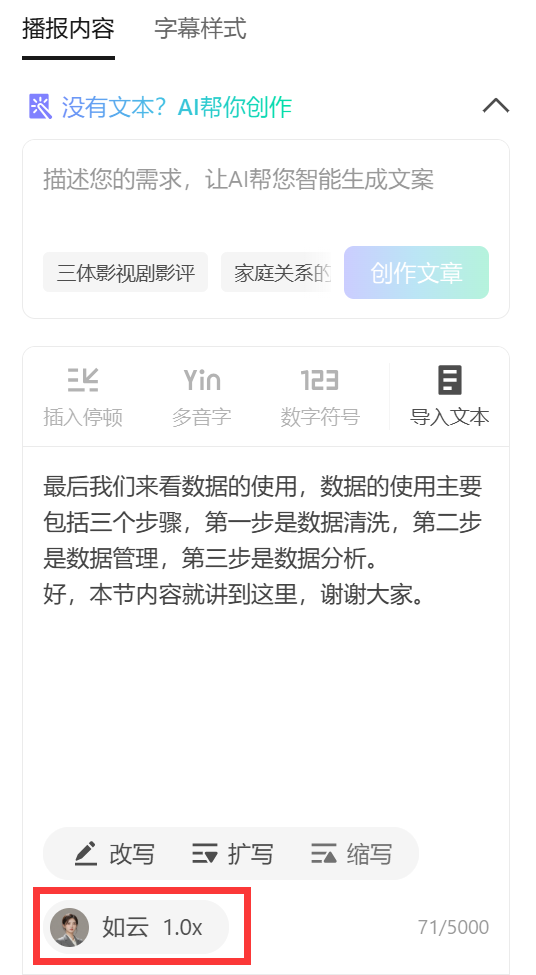 播报内容 字幕样式
没有文本？AI帮你创作
描述您的需求，让AI帮您智能生成文案
三体影视剧影评 家庭关系的 创作文章
Yin 123
插入停顿 多音字 数字符号 导入文本
最后我们来看数据的使用，数据的使用主要
包括三个步骤，第一步是数据清洗，第二步
是数据管理，第三步是数据分析。
好，本节内容就讲到这里，谢谢大家。
改写 扩写 缩写
如云 1.0x 71/5000